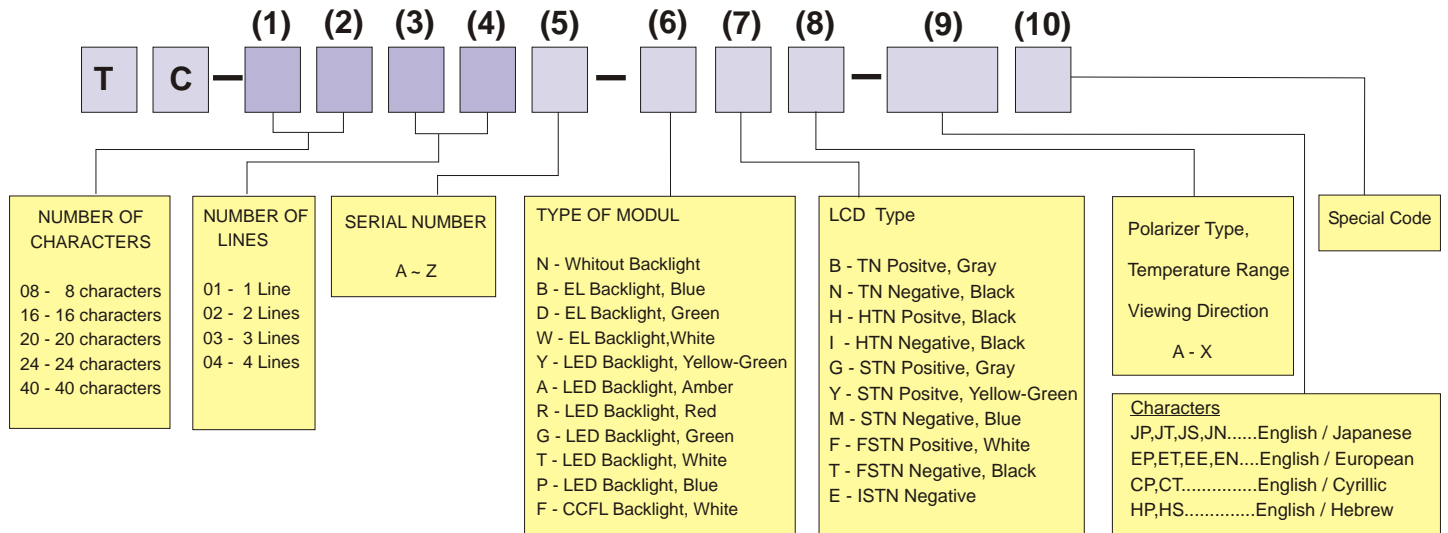 (1) (2) (3) (4) (5) (6) (7) (8) (9) (10)
T C
NUMBER OF
CHARACTERS
08 - 8 characters
16 - 16 characters
20 - 20 characters
24 - 24 characters
40 - 40 characters
NUMBER OF
LINES
01 - 1 Line
02 - 2 Lines
03 - 3 Lines
04 - 4 Lines
SERIAL NUMBER
A ~ Z
TYPE OF MODUL
N - Whitout Backlight
B - EL Backlight, Blue
D - EL Backlight, Green
W - EL Backlight,White
Y - LED Backlight, Yellow-Green
A - LED Backlight, Amber
R - LED Backlight, Red
G - LED Backlight, Green
T - LED Backlight, White
P - LED Backlight, Blue
F - CCFL Backlight, White
LCD Type
B - TN Positve, Gray
N - TN Negative, Black
H - HTN Positve, Black
I - HTN Negative, Black
G - STN Positive, Gray
Y - STN Positve, Yellow-Green
M - STN Negative, Blue
F - FSTN Positive, White
T - FSTN Negative, Black
E - ISTN Negative
Polarizer Type,
Temperature Range
Viewing Direction
A - X
Special Code
Characters
JP,JT,JS,JN......English / Japanese
EP,ET,EE,EN....English / European
CP,CT..............English / Cyrillic
HP,HS..............English / Hebrew